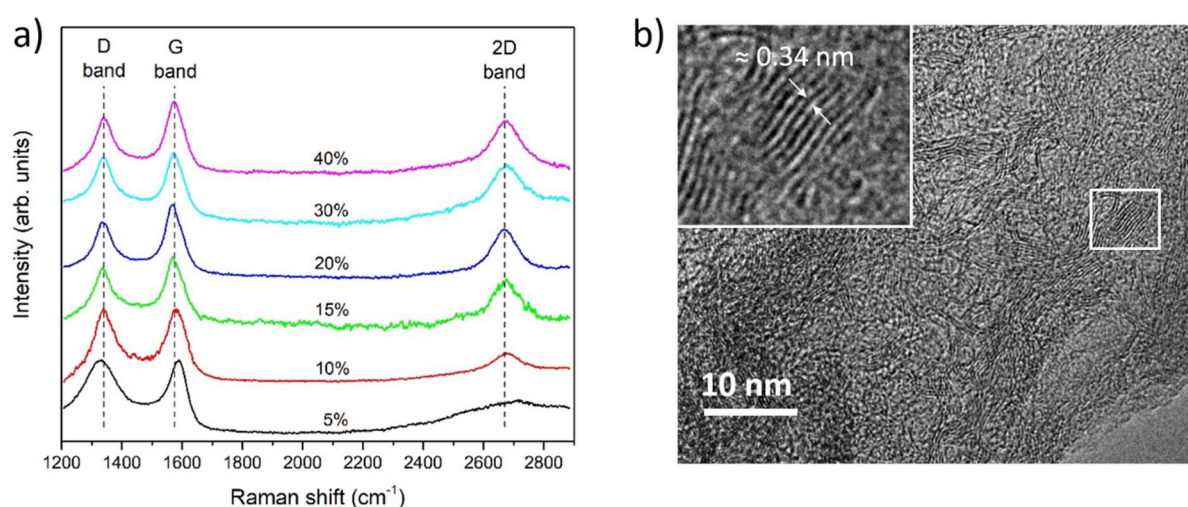 a)
D
band
G
band
2D
band
40%
30%
20%
15%
10%
5%
Intensity (arb. units)
1200 1400 1600 1800 2000 2200 2400 2600 2800
Raman shift (cm⁻¹)
b)
≈ 0.34 nm
10 nm